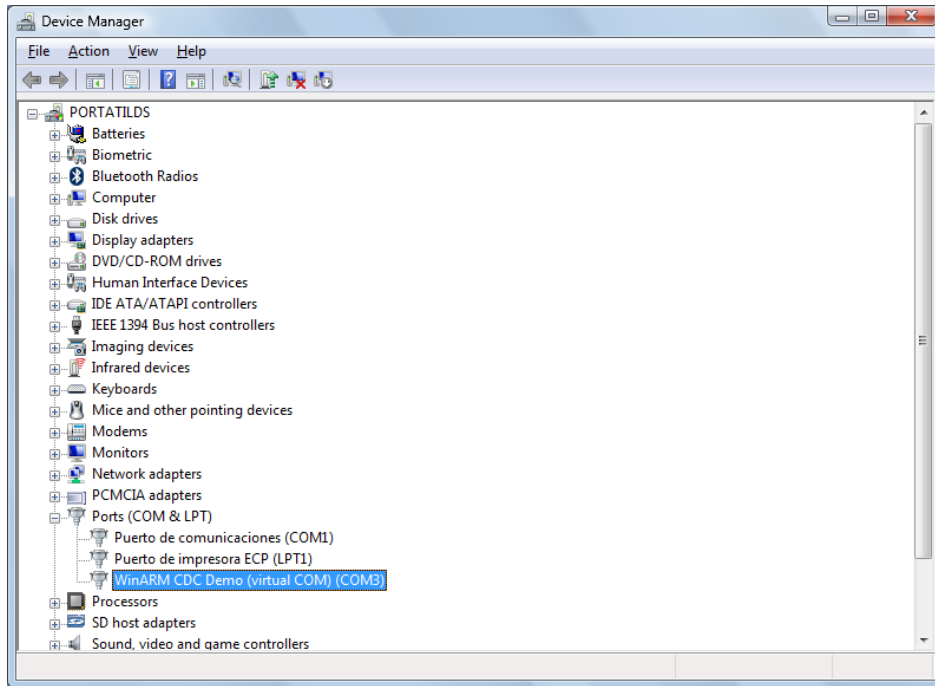 Device Manager
File Action View Help
PORTATILDS
Batteries
Biometric
Bluetooth Radios
Computer
Disk drives
Display adapters
DVD/CD-ROM drives
Human Interface Devices
IDE ATA/ATAPI controllers
IEEE 1394 Bus host controllers
Imaging devices
Infrared devices
Keyboards
Mice and other pointing devices
Modems
Monitors
Network adapters
PCMCIA adapters
Ports (COM & LPT)
Puerto de comunicaciones (COM1)
Puerto de impresora ECP (LPT1)
WinARM CDC Demo (virtual COM) (COM3)
Processors
SD host adapters
Sound, video and game controllers